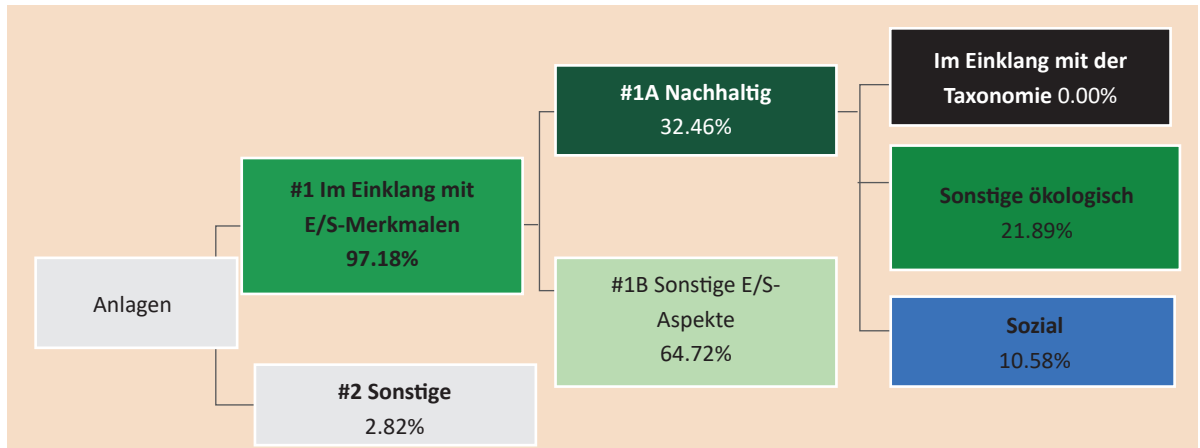 Anlagen
#1 Im Einklang mit
E/S-Merkmalen
97.18%
#2 Sonstige
2.82%
#1A Nachhaltig
32.46%
#1B Sonstige E/S-
Aspekte
64.72%
Im Einklang mit der
Taxonomie 0.00%
Sonstige ökologisch
21.89%
Sozial
10.58%